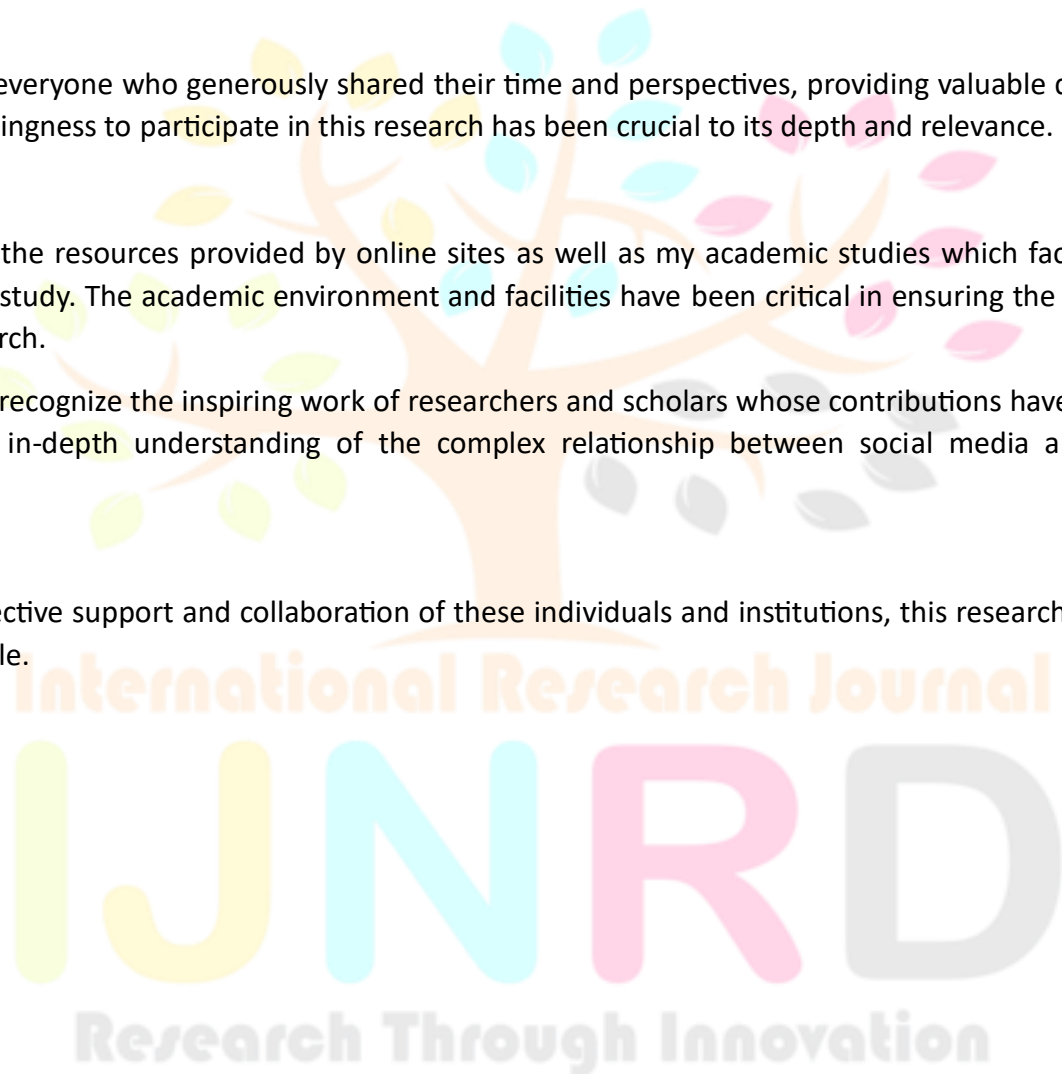 everyone who generously shared their time and perspectives, providing valuable
ingness to participate in this research has been crucial to its depth and relevance.
the resources provided by online sites as well as my academic studies which fac
study. The academic environment and facilities have been critical in ensuring the
rch.
recognize the inspiring work of researchers and scholars whose contributions have
in-depth understanding of the complex relationship between social media a
ective support and collaboration of these individuals and institutions, this research
le.
International Research Journal
IJNRD
Research Through Innovation